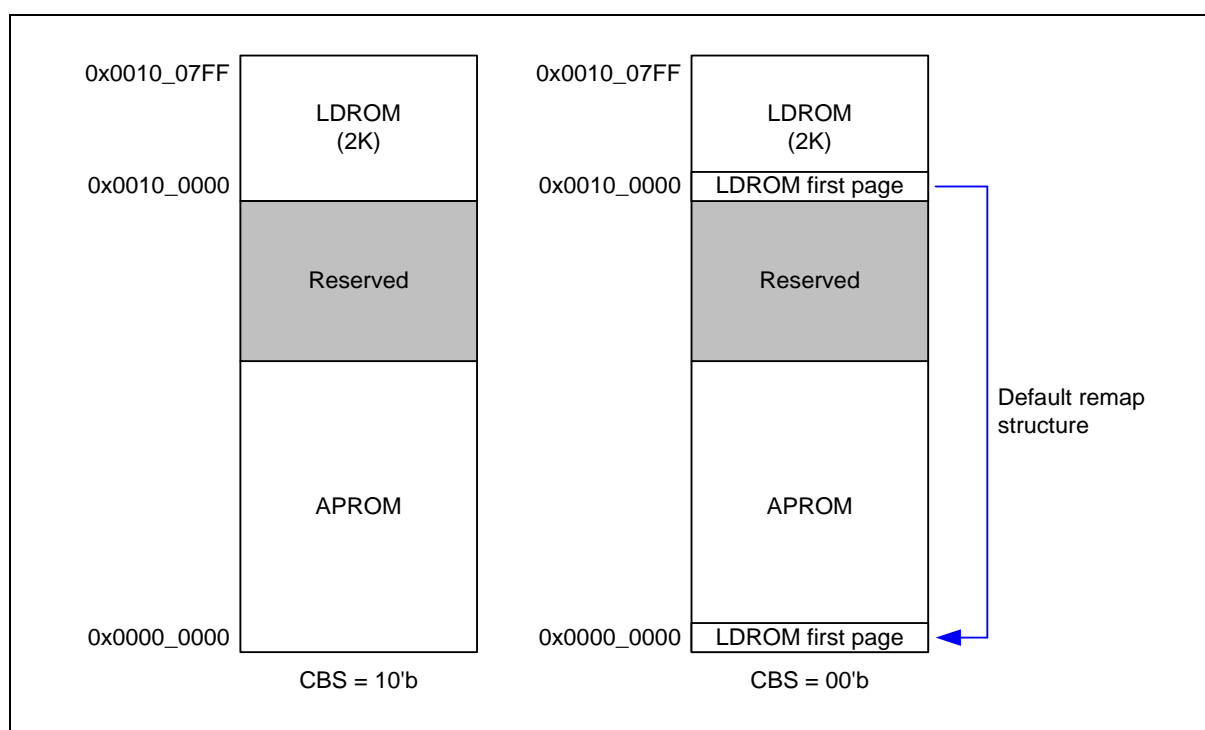 0x0010_07FF
LDROM
(2K)
0x0010_0000
Reserved
APROM
0x0000_0000
CBS = 10'b
0x0010_07FF
LDROM
(2K)
0x0010_0000
LDROM first page
Reserved
Default remap
structure
APROM
0x0000_0000
LDROM first page
CBS = 00'b